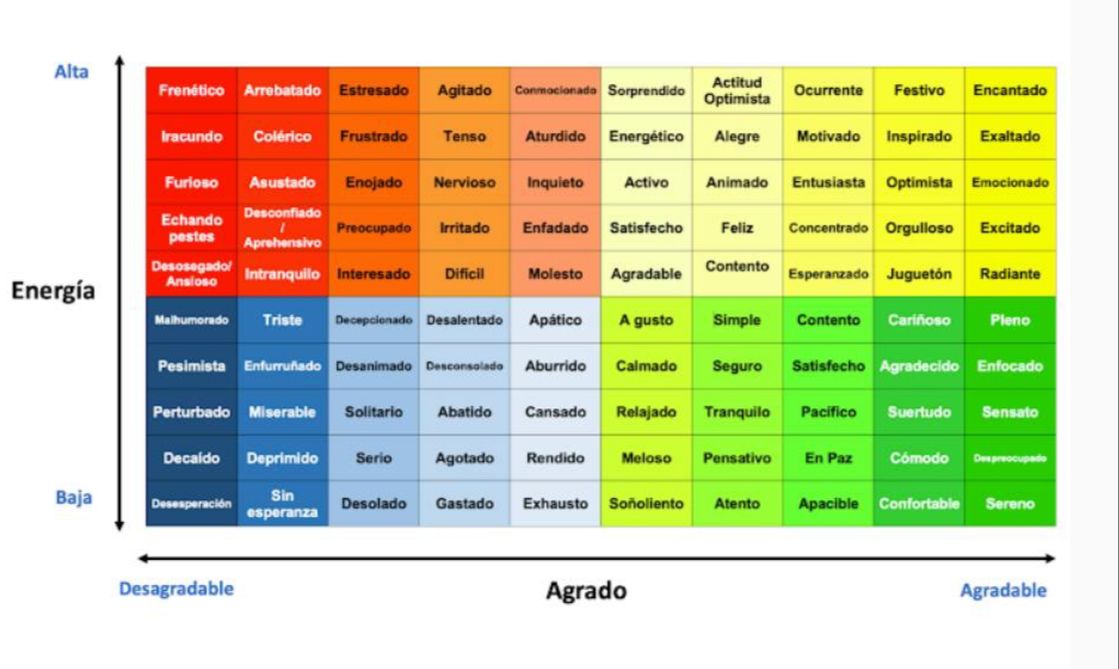 Alta
Frenético Arrebatado Estresado Agitado Conmocionado Sorprendido Actitud Optimista Ocurrente Festivo Encantado
Iracundo Colérico Frustrado Tenso Aturdido Energético Alegre Motivado Inspirado Exaltado
Furioso Asustado Enojado Nervioso Inquieto Activo Animado Entusiasta Optimista Emocionado
Echando pestes Desconfiado / Aprehensivo Preocupado Irritado Enfadado Satisfecho Feliz Concentrado Orgulloso Excitado
Desosegado/ Ansioso Intranquilo Interesado Difícil Molesto Agradable Contento Esperanzado Juguetón Radiante
Energía
Malhumorado Triste Decepcionado Desalentado Apático A gusto Simple Contento Cariñoso Pleno
Pesimista Enfurruñado Desanimado Desconsolado Aburrido Calmado Seguro Satisfecho Agradecido Enfocado
Perturbado Miserable Solitario Abatido Cansado Relajado Tranquilo Pacífico Suertudo Sensato
Decaído Deprimido Serio Agotado Rendido Meloso Pensativo En Paz Cómodo Despreocupado
Baja
Desesperación Sin esperanza Desolado Gastado Exhausto Soñoliento Atento Apacible Confortable Sereno
Desagradable Agrado Agradable